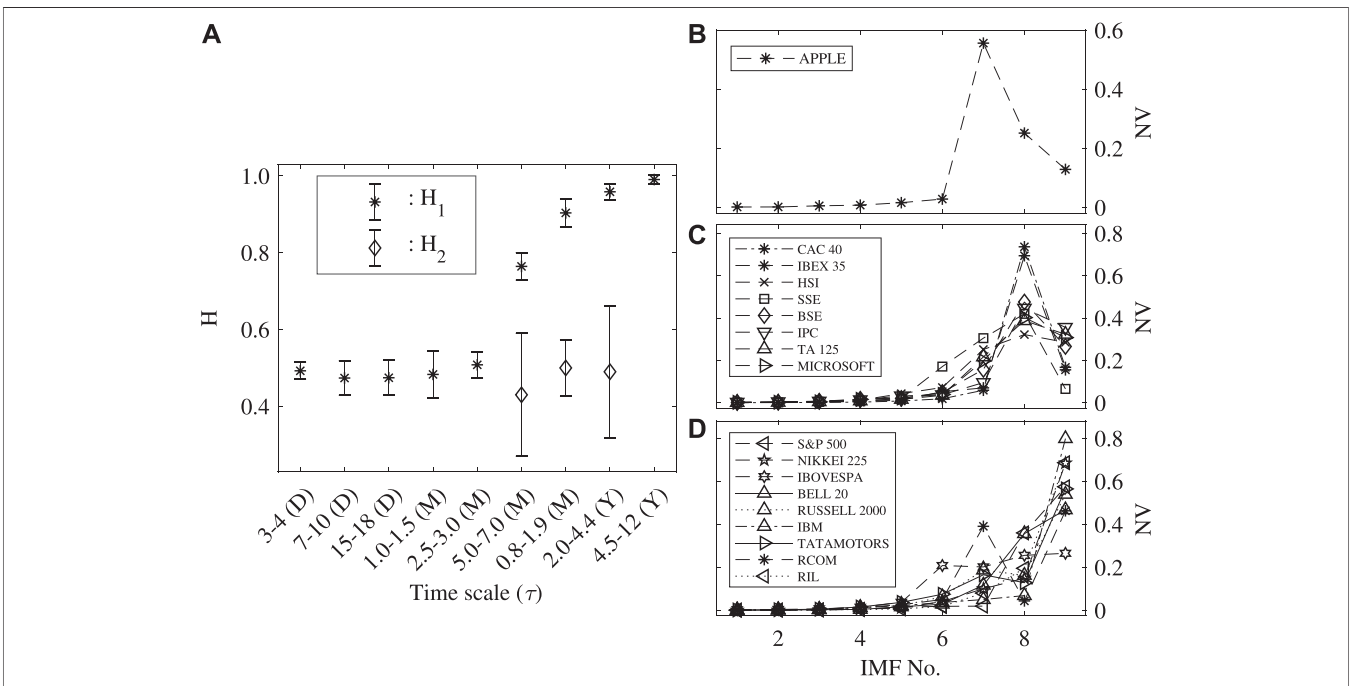 A
H
1.0
0.8
0.6
0.4
: H1
: H2
3-4 (D)
7-10 (D)
15-18 (D)
1.0-1.5 (M)
2.5-3.0 (M)
5.0-7.0 (M)
0.8-1.9 (M)
2.0-4.4 (Y)
4.5-12 (Y)
Time scale (τ)
B
APPLE
0.6
0.4
0.2
0
NV
C
CAC 40
IBEX 35
HSI
SSE
BSE
IPC
TA 125
MICROSOFT
0.8
0.6
0.4
0.2
0
NV
D
S&P 500
NIKKEI 225
IBOVESPA
BELL 20
RUSSELL 2000
IBM
TATAMOTORS
RCOM
RIL
0.8
0.6
0.4
0.2
0
NV
2 4 6 8
IMF No.